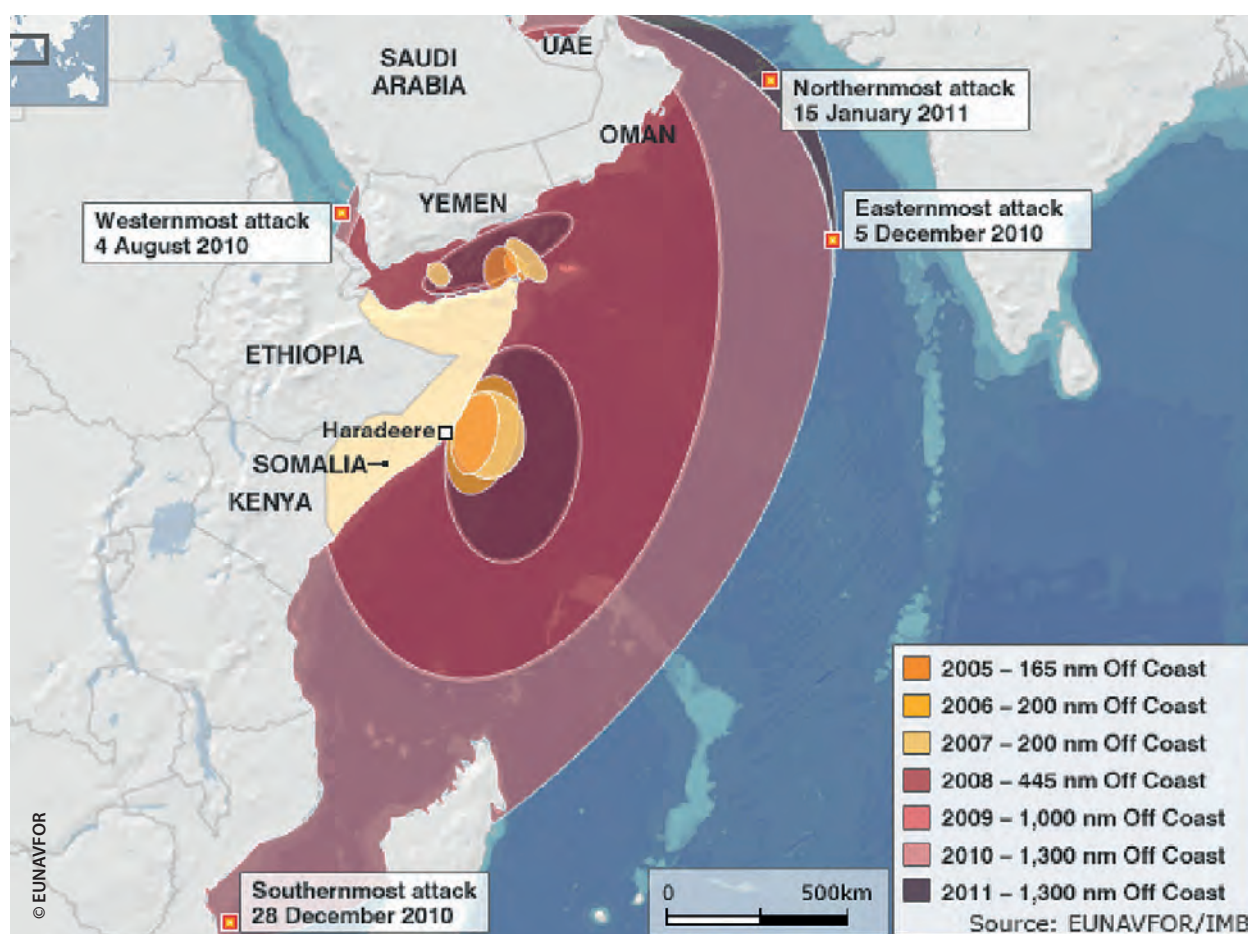 SAUDI
ARABIA
UAE
OMAN
YEMEN
Northernmost attack
15 January 2011
Westernmost attack
4 August 2010
Easternmost attack
5 December 2010
ETHIOPIA
Haradeere
SOMALIA
KENYA
Southernmost attack
28 December 2010
0 500km
2005 – 165 nm Off Coast
2006 – 200 nm Off Coast
2007 – 200 nm Off Coast
2008 – 445 nm Off Coast
2009 – 1,000 nm Off Coast
2010 – 1,300 nm Off Coast
2011 – 1,300 nm Off Coast
Source: EUNAVFOR/IMB
© EUNAVFOR